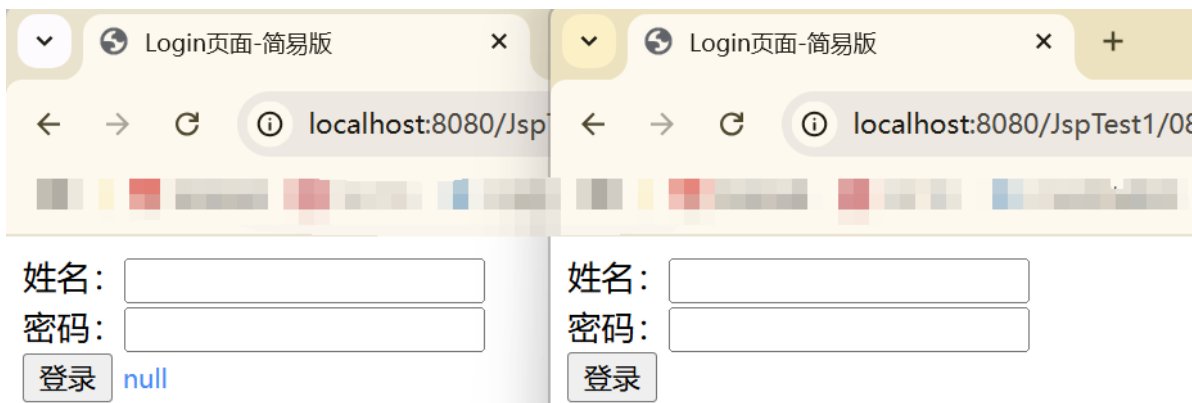 Login页面-简易版
localhost:8080/Jsp
姓名：
密码：
登录 null
Login页面-简易版
localhost:8080/JspTest1/08
姓名：
密码：
登录